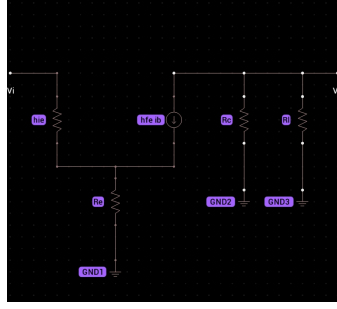 Vi
V
hie
hfe ib
Rc
Rl
Re
GND2
GND3
GND1